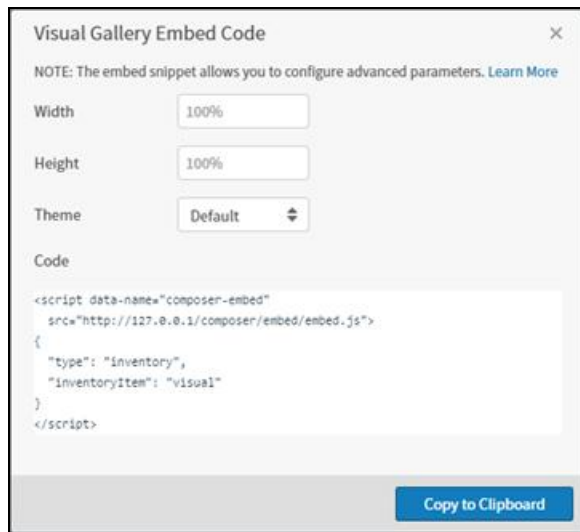 Visual Gallery Embed Code
NOTE: The embed snippet allows you to configure advanced parameters. Learn More
Width 100%
Height 100%
Theme Default
Code
<script data-name="composer-embed"
src="http://127.0.0.1/composer/embed/embed.js">
{
"type": "inventory",
"inventoryItem": "visual"
}
</script>
Copy to Clipboard